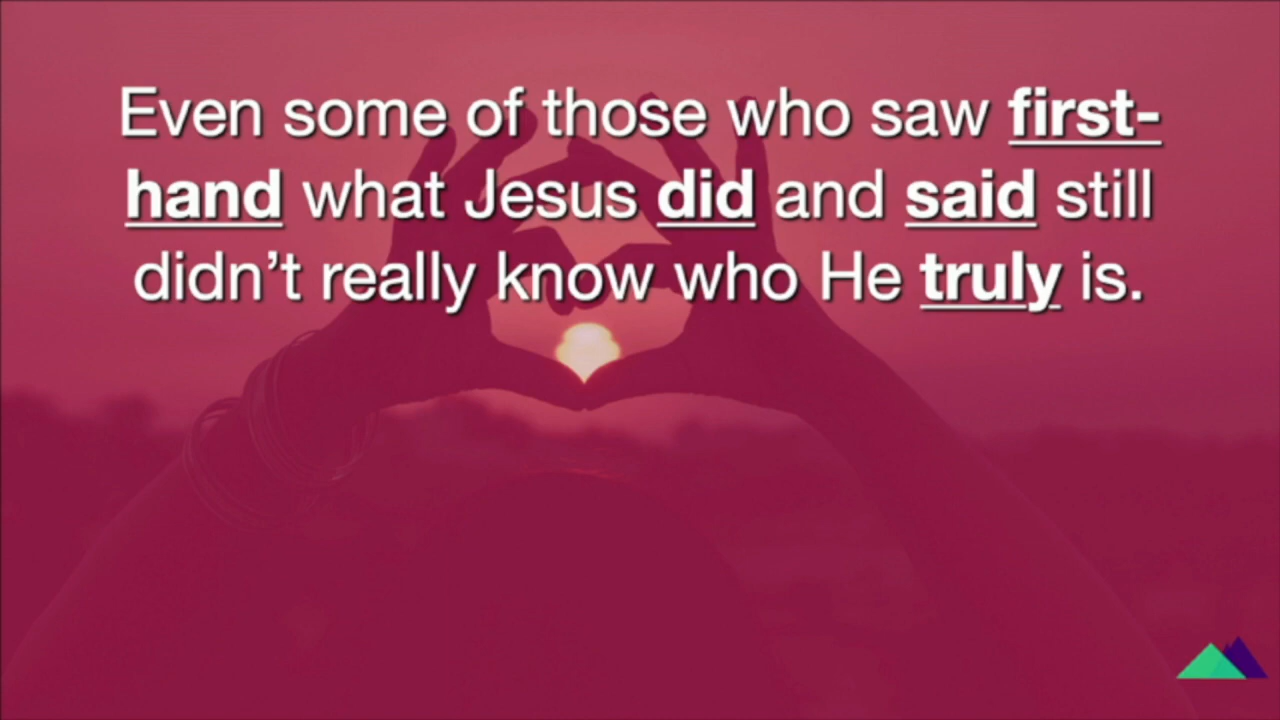 Even some of those who saw first-
hand what Jesus did and said still
didn’t really know who He truly is.